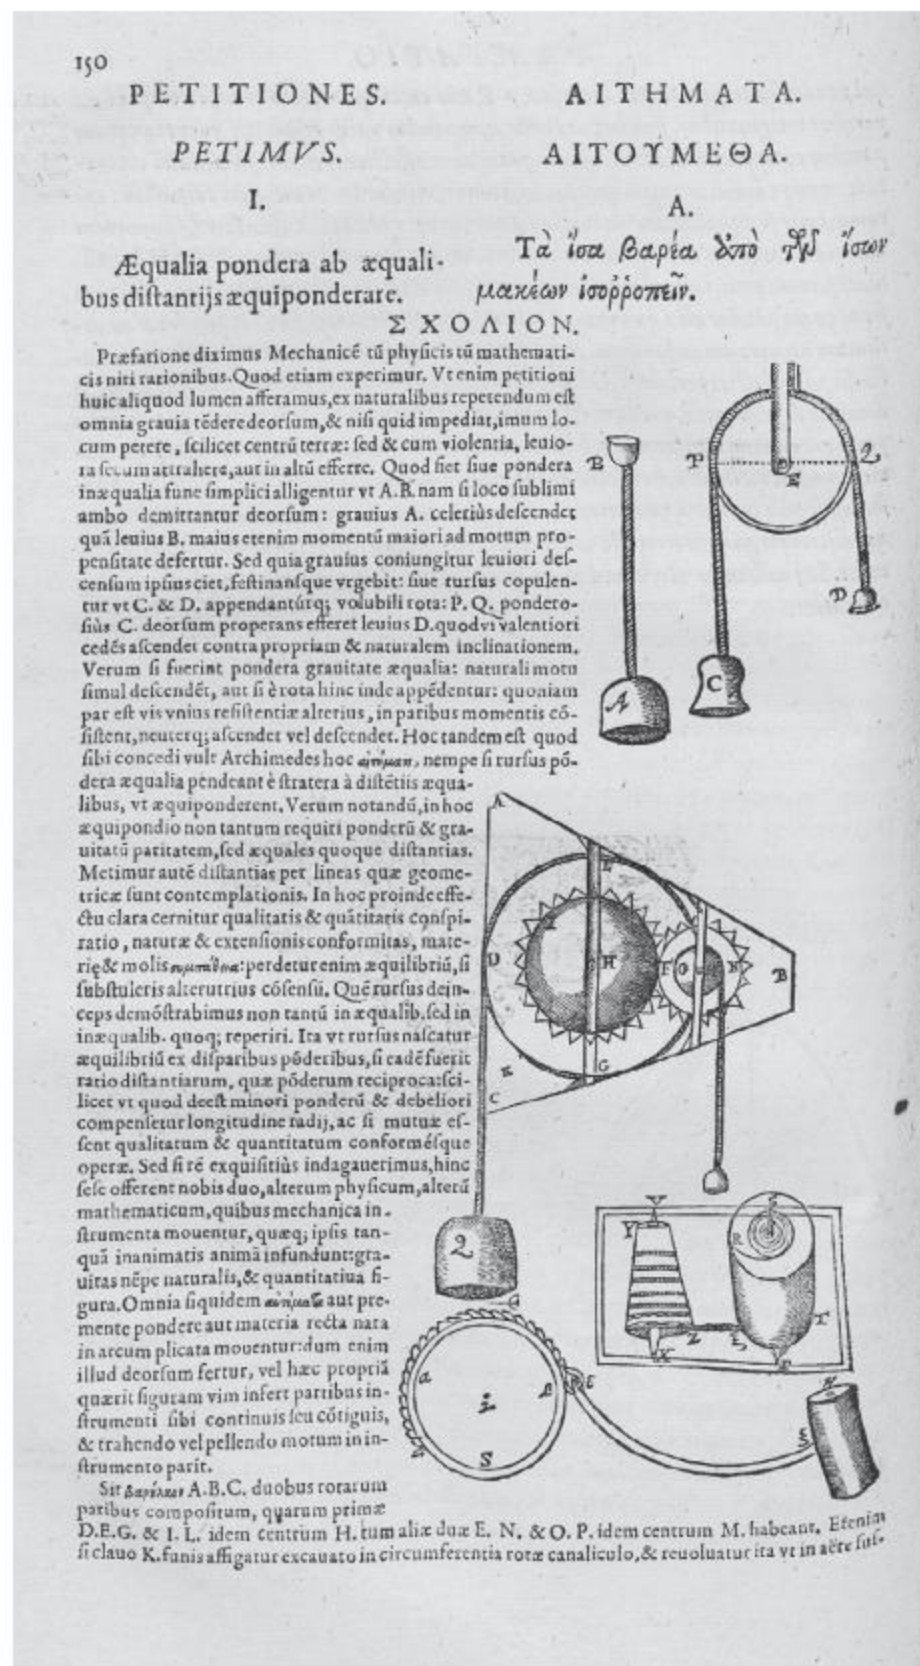 150
PETITIONES.
PETIMVS.
I.
Æqualia pondera ab æquali-
bus distantijs æquiponderare.
ΑΙΤΗΜΑΤΑ.
ΑΙΤΟΥΜΕΘΑ.
Α.
Τὰ ἴσα βαρέα ἀπὸ τῶν ἴσων
μακέων ἰσοῤῥοπεῖν.
ΣΧΟΛΙΟΝ.
Præfatione diximus Mechanicē tū physicis tū mathemati-
cis niti rationibus. Quod etiam experimur. Vt enim petitioni
huic aliquod lumen afferamus, ex naturalibus repetendum est
omnia grauia tēdere deorsum, & nisi quid impediat, imum lo-
cum petere, scilicet centrū terræ: sed & cum violentia, leuio-
ra secum attrahere, aut in altū efferre. Quod fiet siue pondera
inæqualia fune simplici alligentur vt A.B. nam si loco sublimi
ambo demittantur deorsum: grauius A. celeriùs descendet
quā leuius B. maius etenim momentū maiori ad motum pro-
pensitate defertur. Sed quia grauius coniungitur leuiori des-
censum ipsius ciet, festinansque vrgebit: siue rursus copulen-
tur vt C. & D. appendantúrq; volubili rota: P. Q. pondero-
siùs C. deorsum properans efferet leuius D. quod vi valentiori
cedēs ascendet contra propriam & naturalem inclinationem.
Verum si fuerint pondera grauitate æqualia: naturali motu
simul descendēt, aut si è rota hinc inde appēdentur: quoniam
par est vis vnius resistentiæ alterius, in paribus momentis cō-
sistent, neuterq; ascendet vel descendet. Hoc tandem est quod
sibi concedi vult Archimedes hoc nempe si rursus pō-
dera æqualia pendeant è stratera à distētiis æqua-
libus, vt æquiponderent. Verum notandū, in hoc
æquipondio non tantum requiri ponderū & gra-
uitatū paritatem, sed æquales quoque distantias.
Metimur autē distantias per lineas quæ geome-
tricæ sunt contemplationis. In hoc proinde effe-
ctu clara cernitur qualitatis & quātitatis conspi-
ratio, naturæ & extensionis conformitas, mate-
rię & molis συμπάθεια: perdetur enim æquilibriū, si
substuleris alterutrius cōsensū. Quē rursus dein-
ceps demōstrabimus non tantū in æqualib. sed in
inæqualib. quoq; reperiri. Ita vt rursus nascatur
æquilibriū ex disparibus pōderibus, si eadē fuerit
ratio distantiarum, quæ pōderum reciproca: sci-
licet vt quod deest minori ponderū & debeliori
compensetur longitudine radij, ac si mutuæ es-
sent qualitatum & quantitatum conformésque
operæ. Sed si rē exquisitiùs indagauerimus, hinc
sese offerent nobis duo, alterum physicum, alterū
mathematicum, quibus mechanica in-
strumenta mouentur, quæq; ipsis tan-
quā inanimatis animā infundunt: gra-
uitas nēpe naturalis, & quantitatiua fi-
gura. Omnia siquidem aut pre-
mente pondere aut materia recta nata
in arcum plicata mouentur: dum enim
illud deorsum fertur, vel hæc propriā
quærit figuram vim infert partibus in-
strumenti sibi continuis seu cōtiguis,
& trahendo vel pellendo motum in in-
strumento parit.
Sit A.B.C. duobus rotarum
paribus compositum, quarum primæ
D.E.G. & I.L. idem centrum H. tum aliæ duæ E. N. & O. P. idem centrum M. habeant. Etenim
si clauo K. funis affigatur excauato in circumferentia rotæ canaliculo, & reuoluatur ita vt in aëre sus-
B
P
Q
E
D
A
C
A
E
D
H
F
O
N
B
K
G
C
Q
Y
R
Z
T
X
S